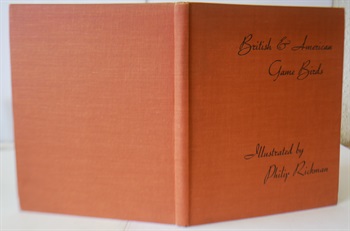 British & American
Game Birds
Illustrated by
Philip Rickman